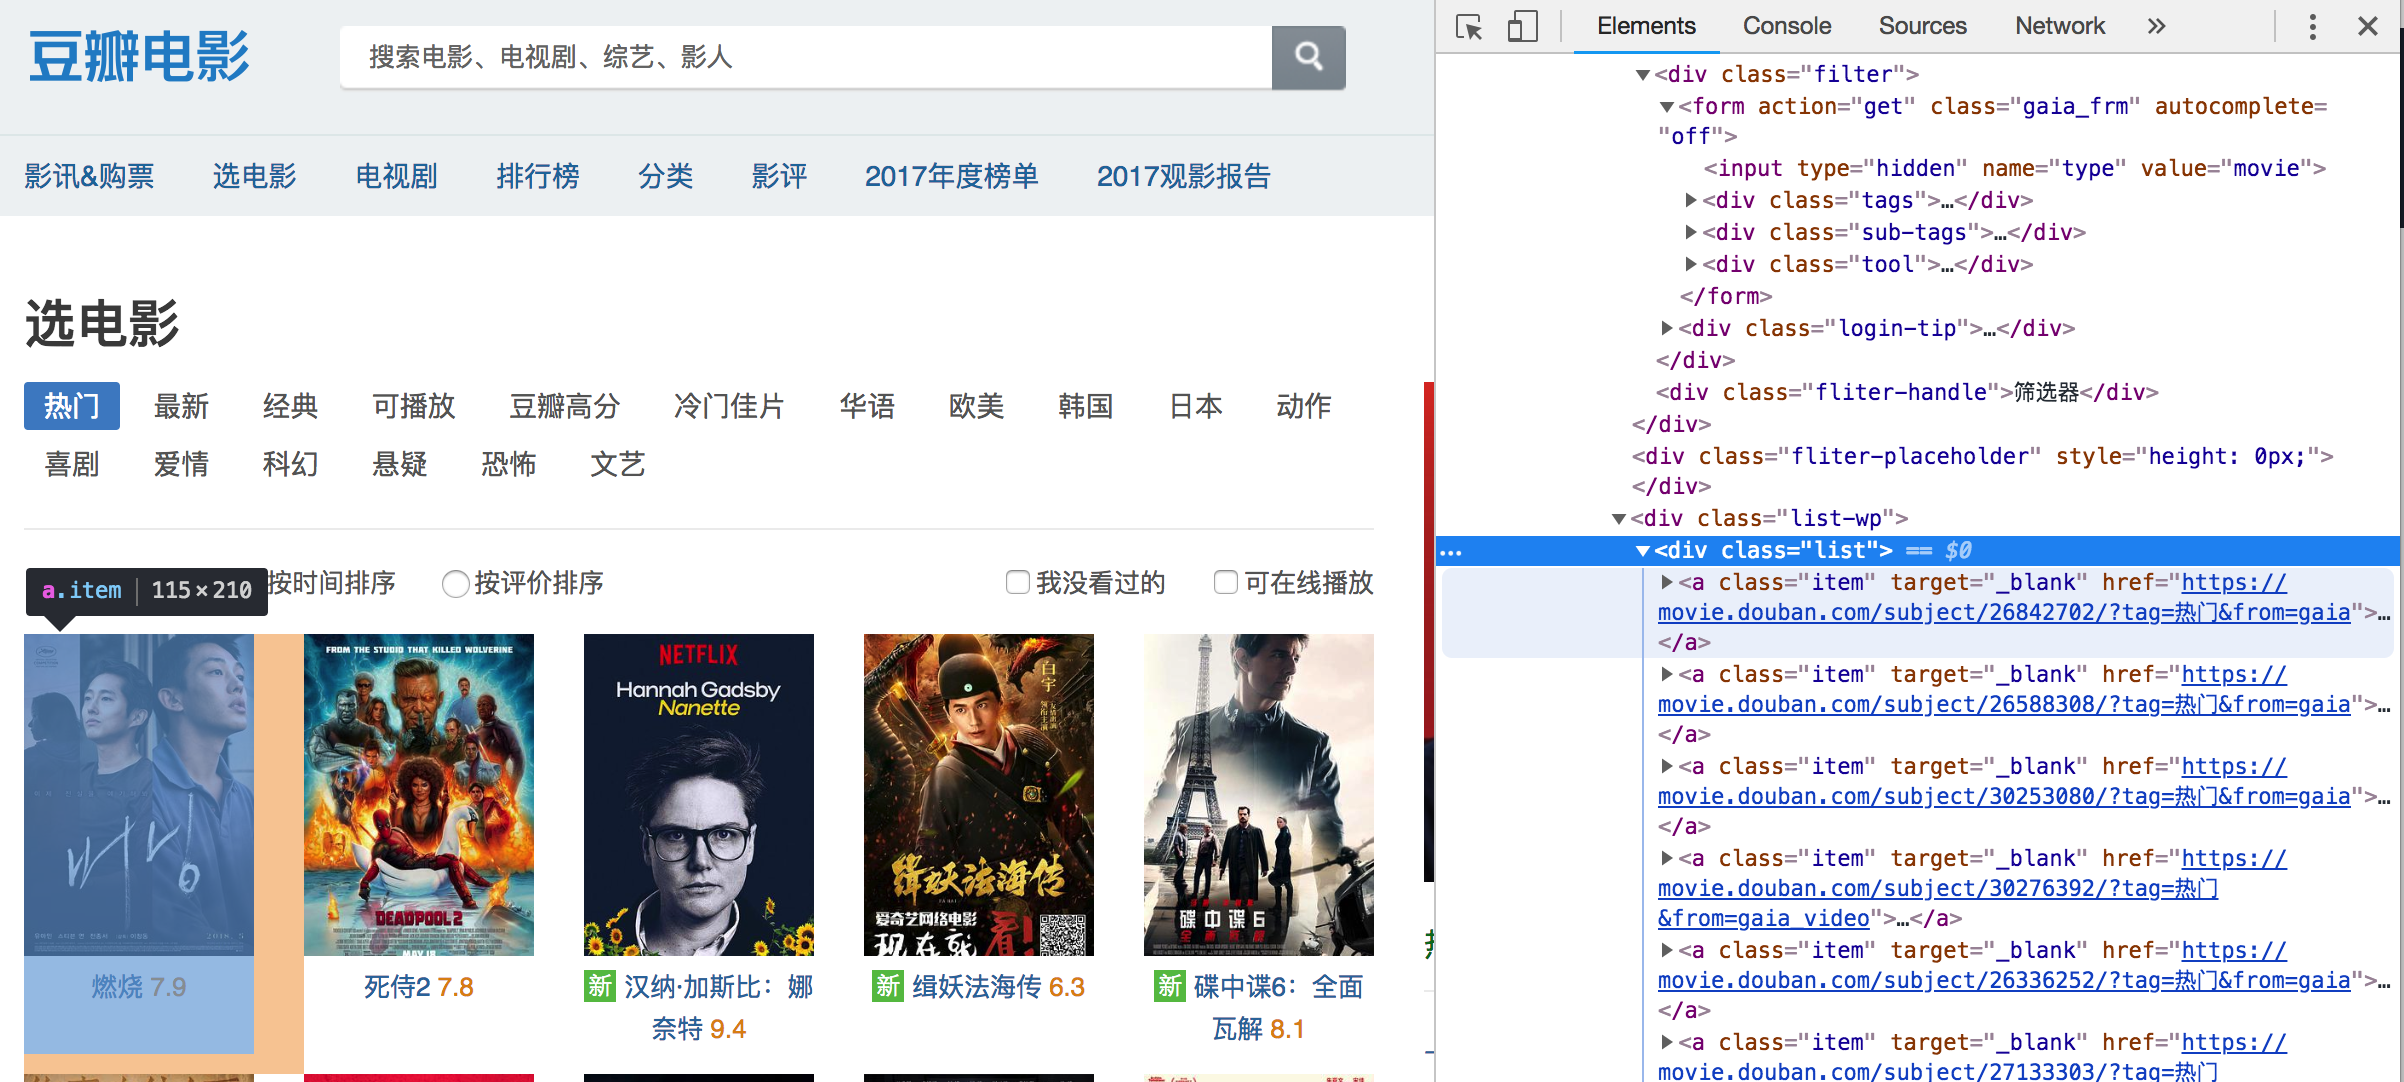 豆瓣电影
搜索电影、电视剧、综艺、影人
影讯&购票 选电影 电视剧 排行榜 分类 影评 2017年度榜单 2017观影报告
选电影
热门 最新 经典 可播放 豆瓣高分 冷门佳片 华语 欧美 韩国 日本 动作
喜剧 爱情 科幻 悬疑 恐怖 文艺
a.item 115×210
按时间排序 按评价排序 我没看过的 可在线播放
버닝
2018.5
FROM THE STUDIO THAT KILLED WOLVERINE
DEADPOOL 2
MAY 18
NETFLIX
Hannah Gadsby
Nanette
白宇
缉妖法海传
爱奇艺网络电影
现在就看!
碟中谍6
全面瓦解
燃烧 7.9
死侍2 7.8
新 汉纳·加斯比：娜
奈特 9.4
新 缉妖法海传 6.3
新 碟中谍6：全面
瓦解 8.1
Elements Console Sources Network »
▼<div class="filter">
▼<form action="get" class="gaia_frm" autocomplete=
"off">
<input type="hidden" name="type" value="movie">
▶<div class="tags">…</div>
▶<div class="sub-tags">…</div>
▶<div class="tool">…</div>
</form>
▶<div class="login-tip">…</div>
</div>
<div class="fliter-handle">筛选器</div>
</div>
<div class="fliter-placeholder" style="height: 0px;">
</div>
▼<div class="list-wp">
… ▼<div class="list"> == $0
▶<a class="item" target="_blank" href="https://
movie.douban.com/subject/26842702/?tag=热门&from=gaia">…
</a>
▶<a class="item" target="_blank" href="https://
movie.douban.com/subject/26588308/?tag=热门&from=gaia">…
</a>
▶<a class="item" target="_blank" href="https://
movie.douban.com/subject/30253080/?tag=热门&from=gaia">…
</a>
▶<a class="item" target="_blank" href="https://
movie.douban.com/subject/30276392/?tag=热门
&from=gaia_video">…</a>
▶<a class="item" target="_blank" href="https://
movie.douban.com/subject/26336252/?tag=热门&from=gaia">…
</a>
▶<a class="item" target="_blank" href="https://
movie.douban.com/subject/27133303/?tag=热门